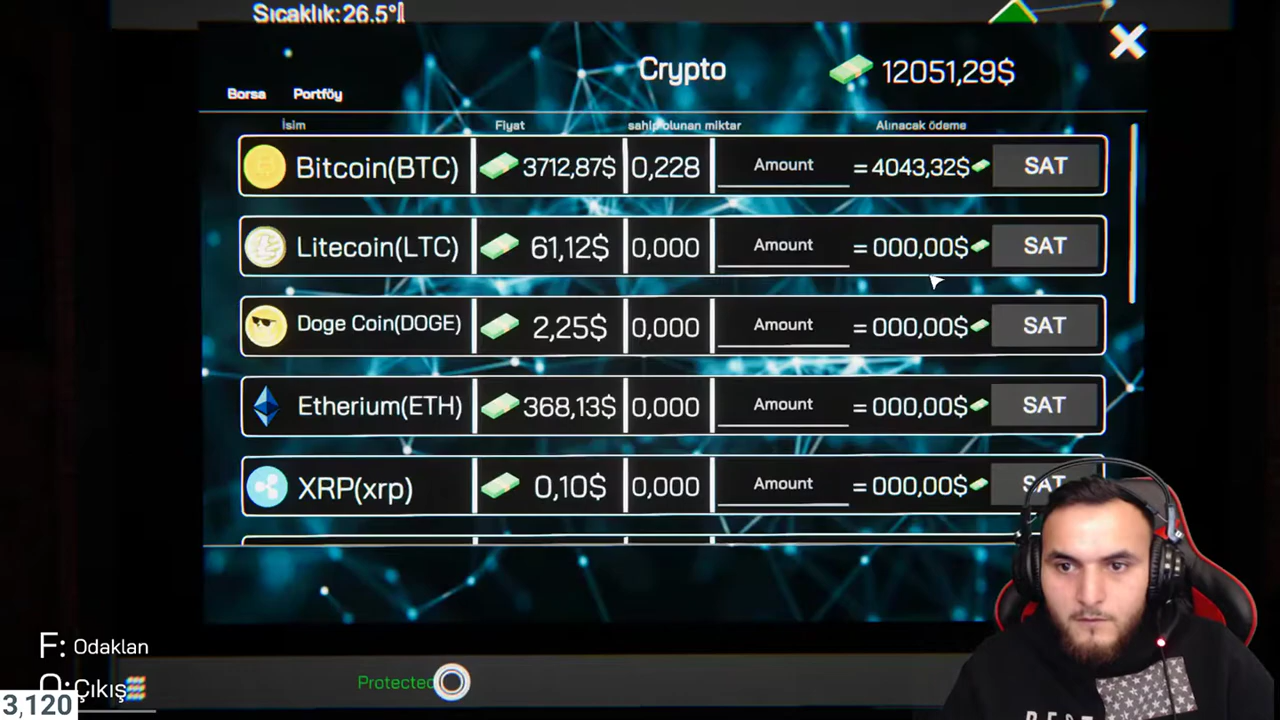 Sıcaklık:26.5°
Crypto
12051,29$
Borsa Portföy
İsim Fiyat sahip olunan miktar Alınacak ödeme
Bitcoin(BTC) 3712,87$ 0,228 Amount = 4043,32$ SAT
Litecoin(LTC) 61,12$ 0,000 Amount = 000,00$ SAT
Doge Coin(DOGE) 2,25$ 0,000 Amount = 000,00$ SAT
Etherium(ETH) 368,13$ 0,000 Amount = 000,00$ SAT
XRP(xrp) 0,10$ 0,000 Amount = 000,00$ SAT
F: Odaklan
Çıkış
Protected
3,120